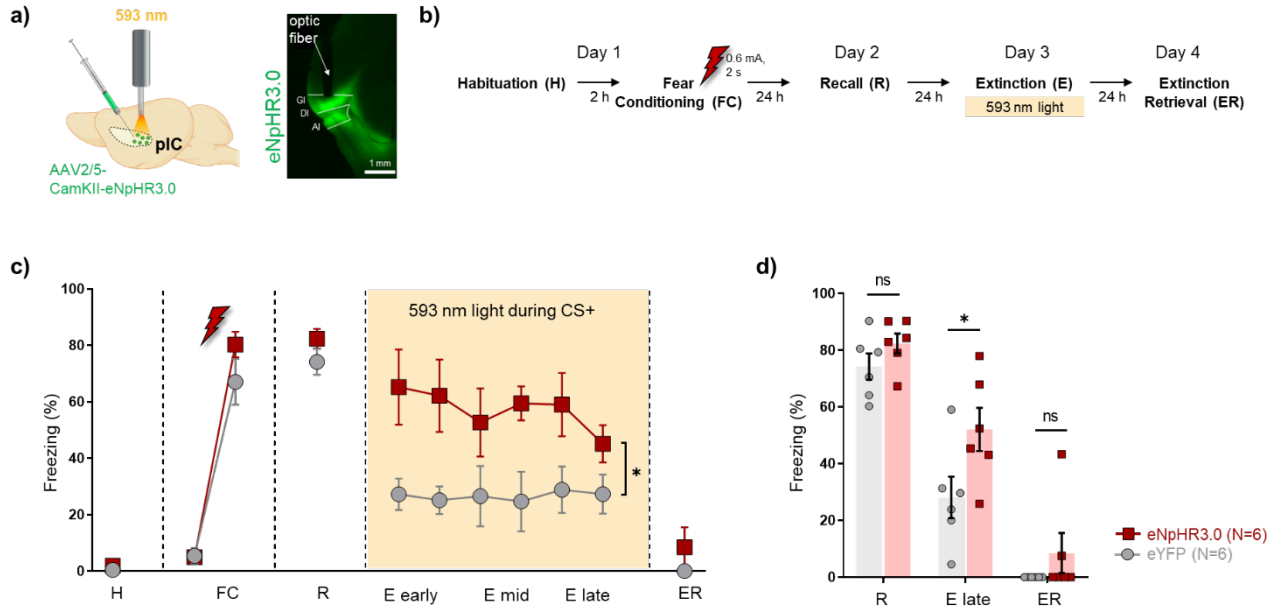 a)
593 nm
pIC
AAV2/5-
CamKII-eNpHR3.0
eNpHR3.0
optic
fiber
GI
DI
AI
1 mm
b)
Day 1
Day 2
Day 3
Day 4
0.6 mA,
2 s
Habituation (H)
2 h
Fear
Conditioning (FC)
24 h
Recall (R)
24 h
Extinction (E)
593 nm light
24 h
Extinction
Retrieval (ER)
c)
Freezing (%)
100
80
60
40
20
0
593 nm light during CS+
*
H
FC
R
E early
E mid
E late
ER
d)
Freezing (%)
100
80
60
40
20
0
ns
*
ns
R
E late
ER
eNpHR3.0 (N=6)
eYFP (N=6)